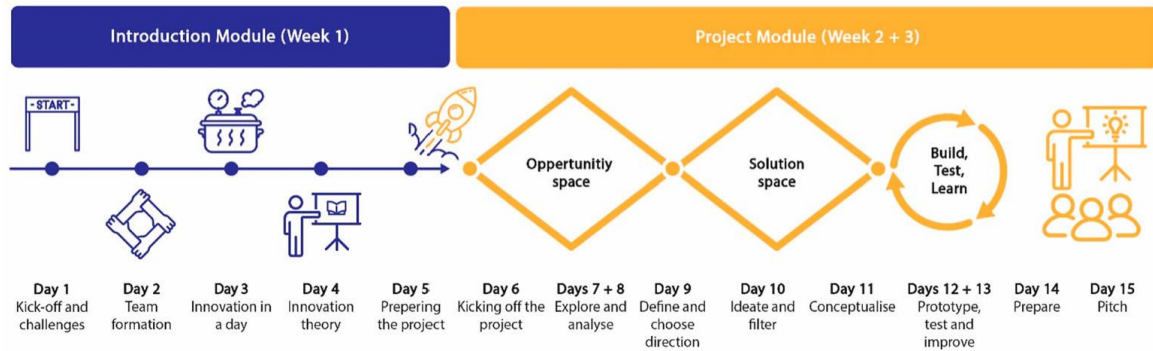 Introduction Module (Week 1)
Project Module (Week 2 + 3)
-START-
Oppertunitiy
space
Solution
space
Build,
Test,
Learn
Day 1
Kick-off and
challenges
Day 2
Team
formation
Day 3
Innovation in
a day
Day 4
Innovation
theory
Day 5
Prepering
the project
Day 6
Kicking off the
project
Days 7 + 8
Explore and
analyse
Day 9
Define and
choose
direction
Day 10
Ideate and
filter
Day 11
Conceptualise
Days 12 + 13
Prototype,
test and
improve
Day 14
Prepare
Day 15
Pitch